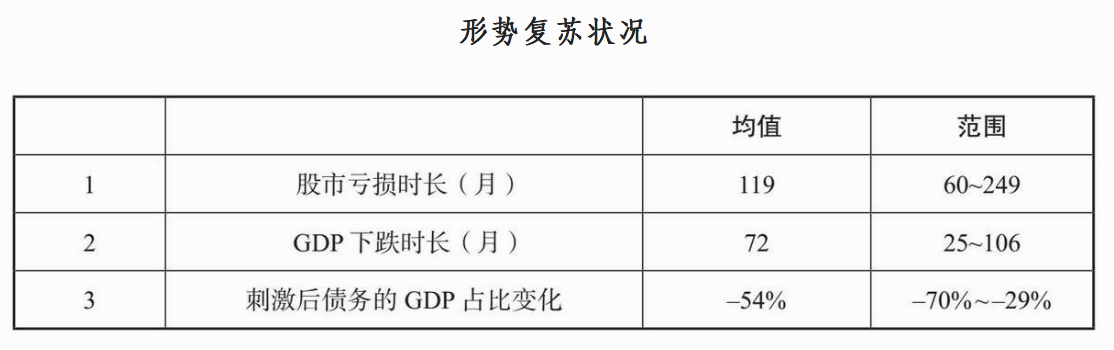 形势复苏状况
均值 范围
1 股市亏损时长（月） 119 60~249
2 GDP 下跌时长（月） 72 25~106
3 刺激后债务的 GDP 占比变化 –54% –70%~–29%